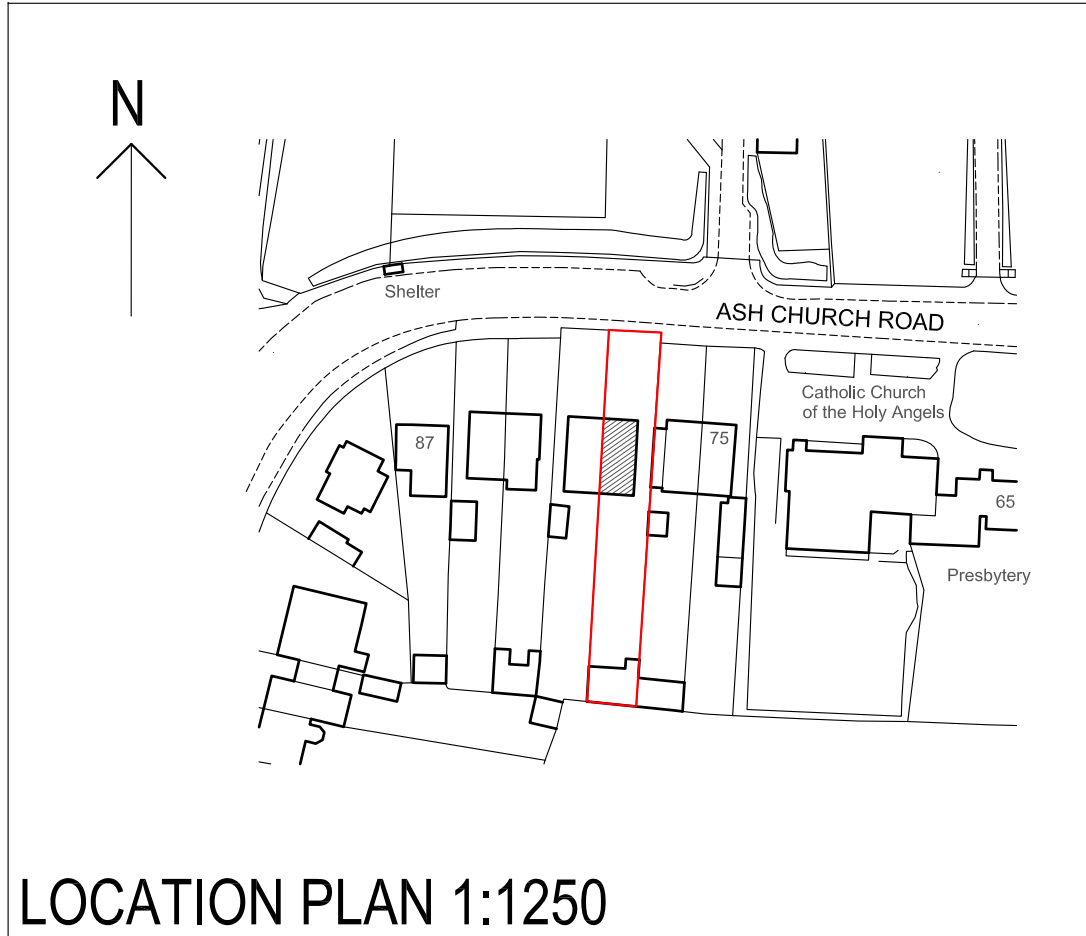 N
Shelter
ASH CHURCH ROAD
Catholic Church
of the Holy Angels
87
75
65
Presbytery
LOCATION PLAN 1:1250